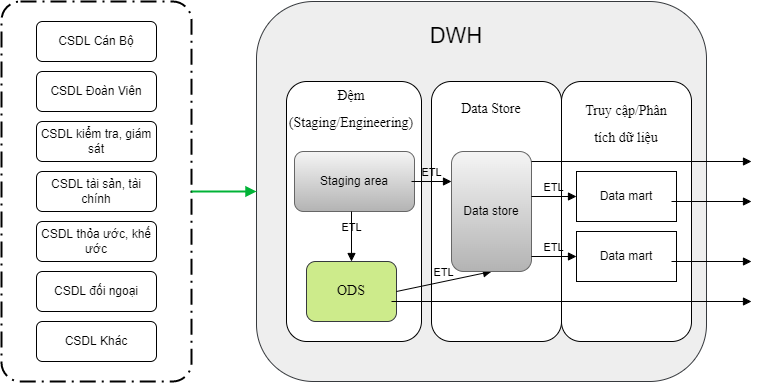 CSDL Cán Bộ
CSDL Đoàn Viên
CSDL kiểm tra, giám
sát
CSDL tài sản, tài
chính
CSDL thỏa ước, khế
ước
CSDL đối ngoại
CSDL Khác
DWH
Đệm
(Staging/Engineering)
Staging area
ETL
ODS
Data Store
ETL
Data store
ETL
Truy cập/Phân
tích dữ liệu
ETL
Data mart
ETL
Data mart